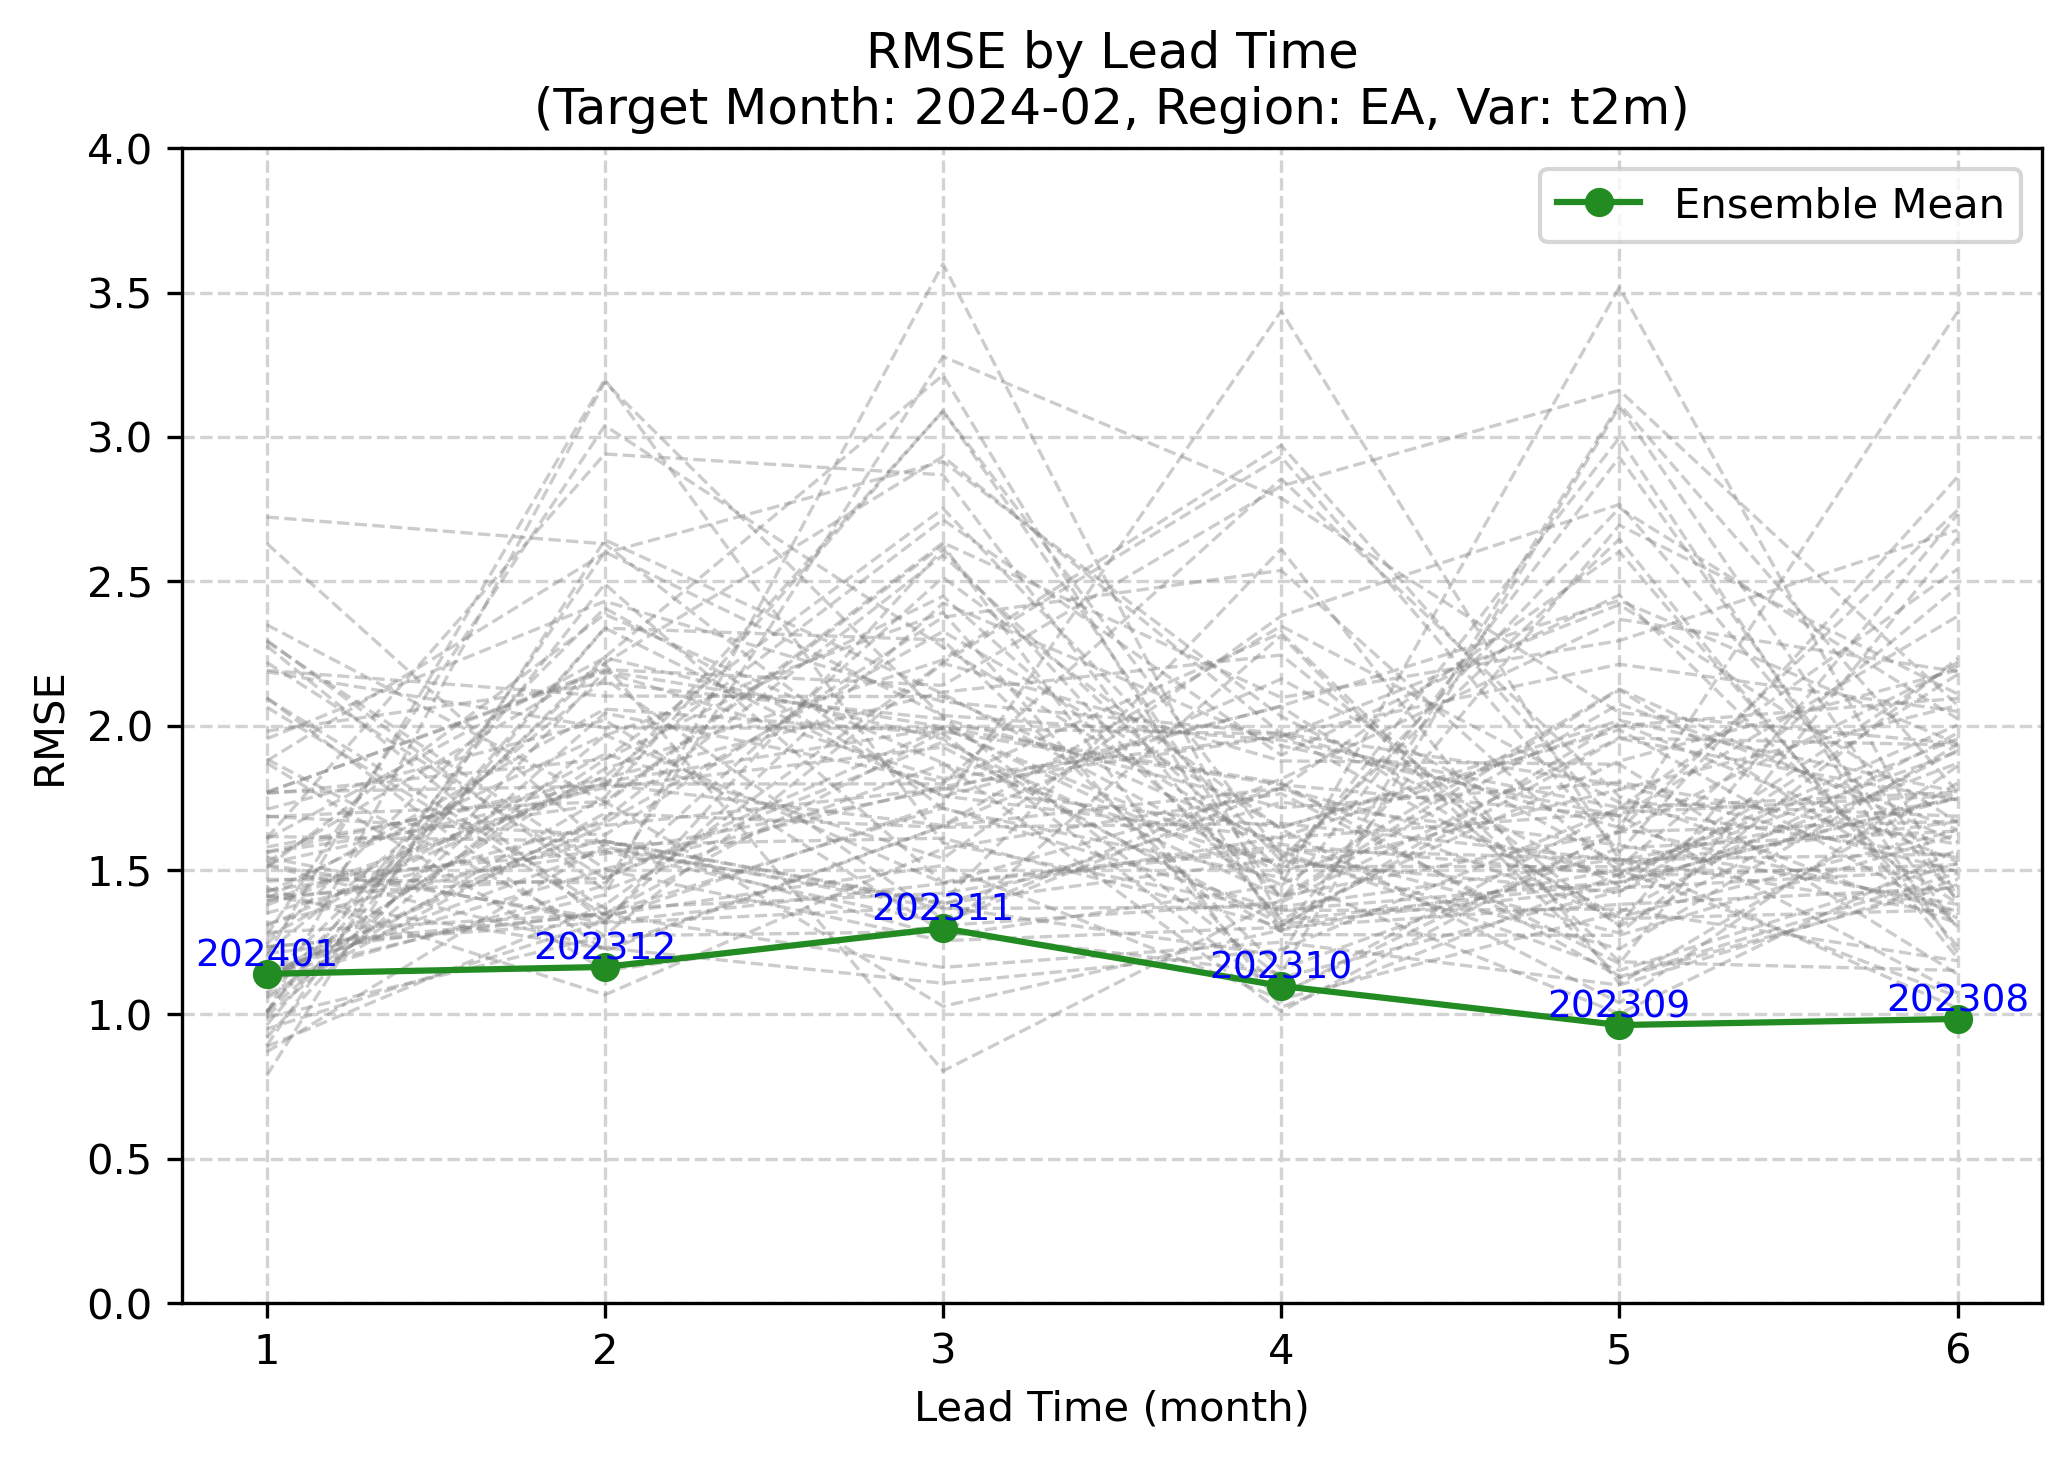 RMSE by Lead Time
(Target Month: 2024-02, Region: EA, Var: t2m)
Ensemble Mean
4.0
3.5
3.0
2.5
2.0
1.5
1.0
0.5
0.0
RMSE
202401
202312
202311
202310
202309
202308
1 2 3 4 5 6
Lead Time (month)